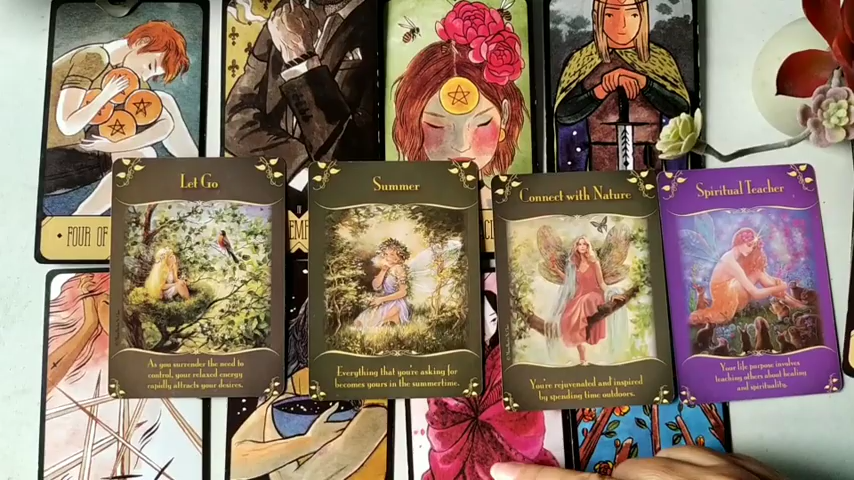 Let Go
Summer
Connect with Nature
Spiritual Teacher
FOUR OF
As you surrender the need to
control, your relaxed energy
rapidly attracts your desires.
Everything that you're asking for
becomes yours in the summertime.
You're rejuvenated and inspired
by spending time outdoors.
Your life purpose involves
teaching others about healing
and spirituality.